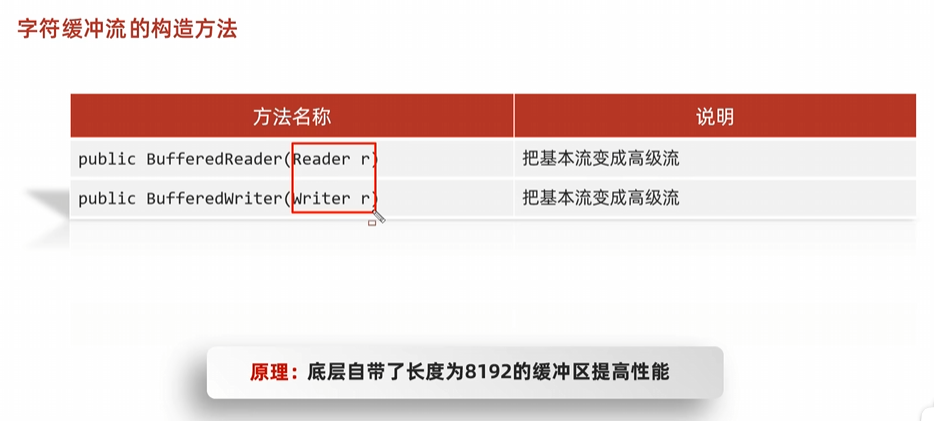 字符缓冲流的构造方法
方法名称 说明
public BufferedReader(Reader r) 把基本流变成高级流
public BufferedWriter(Writer r) 把基本流变成高级流
原理：底层自带了长度为8192的缓冲区提高性能